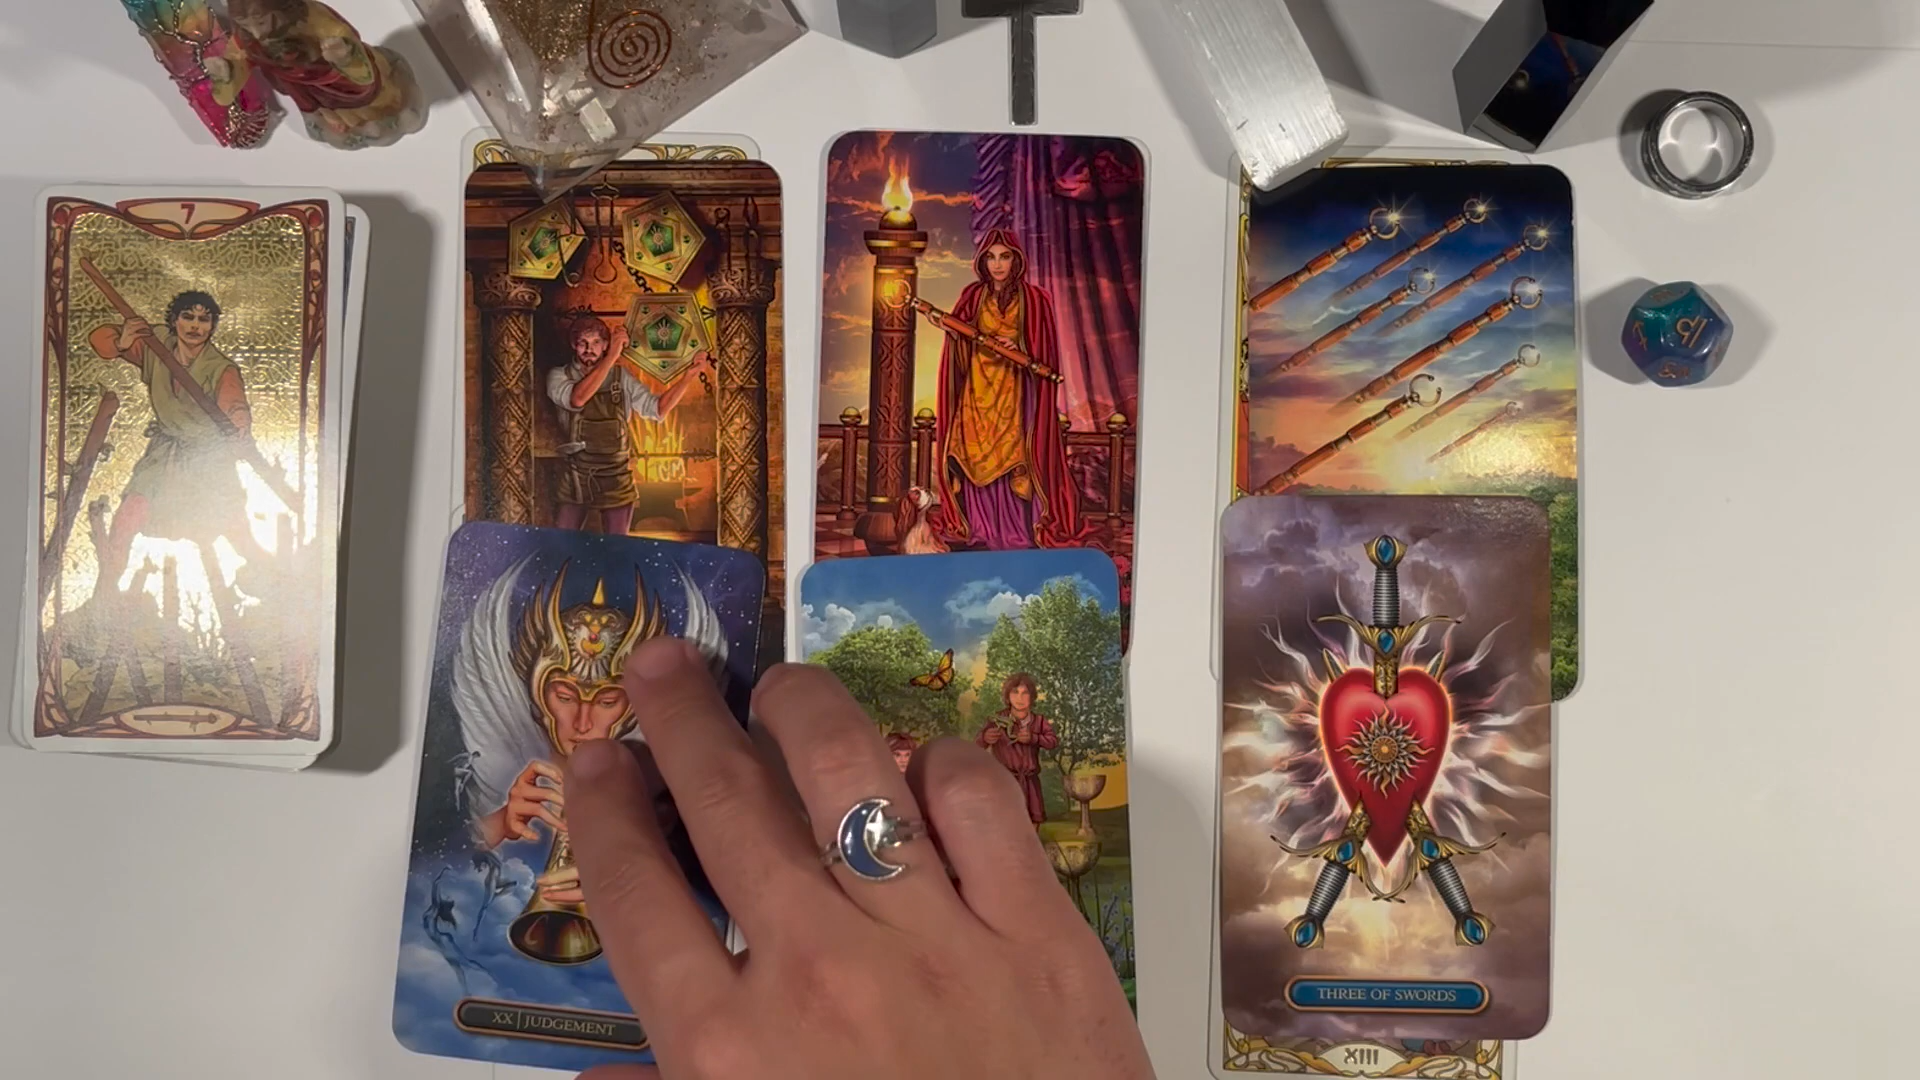 7
XX | JUDGEMENT
THREE OF SWORDS
XIII